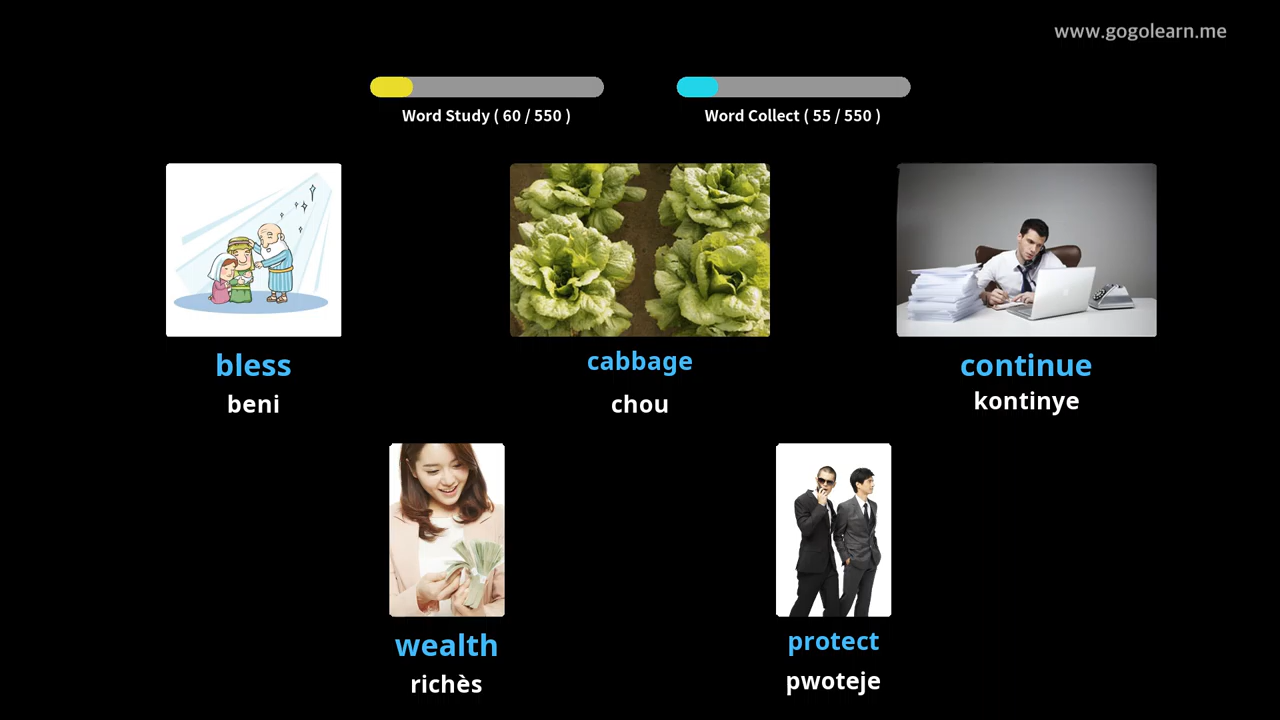 www.gogolearn.me
Word Study ( 60 / 550 )
Word Collect ( 55 / 550 )
bless
beni
cabbage
chou
continue
kontinye
wealth
richès
protect
pwoteje